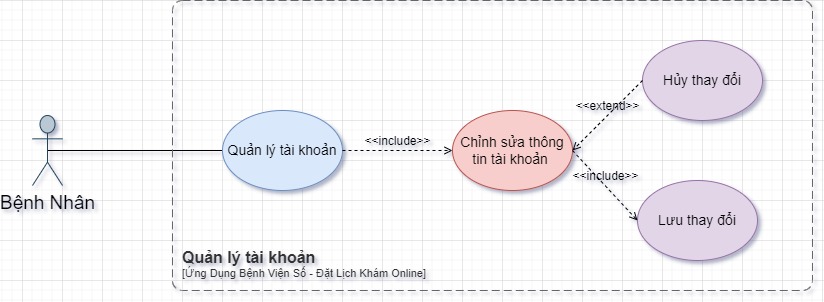 Hủy thay đổi
<<extend>>
Quản lý tài khoản
<<include>>
Chỉnh sửa thông
tin tài khoản
<<include>>
Bệnh Nhân
Lưu thay đổi
Quản lý tài khoản
[Ứng Dụng Bệnh Viện Số - Đặt Lịch Khám Online]